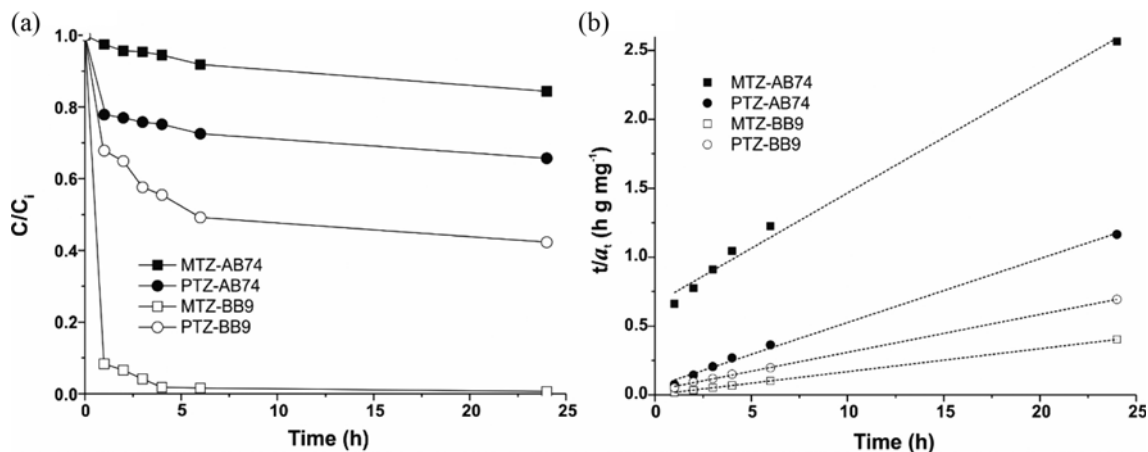 (a)
C/Cᵢ
1.0
0.8
0.6
0.4
0.2
0.0
MTZ-AB74
PTZ-AB74
MTZ-BB9
PTZ-BB9
0 5 10 15 20 25
Time (h)
(b)
t/aₜ (h g mg⁻¹)
2.5
2.0
1.5
1.0
0.5
0.0
MTZ-AB74
PTZ-AB74
MTZ-BB9
PTZ-BB9
0 5 10 15 20 25
Time (h)